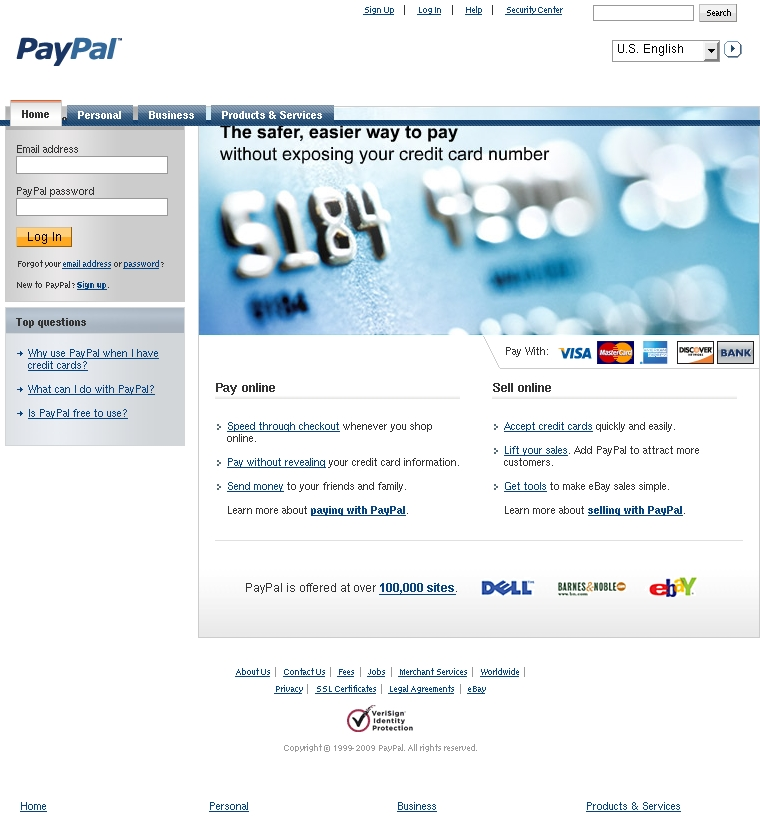 Sign Up | Log In | Help | Security Center Search
PayPal™
U.S. English
Home Personal Business Products & Services
Email address
PayPal password
Log In
Forgot your email address or password?
New to PayPal? Sign up.
Top questions
Why use PayPal when I have
credit cards?
What can I do with PayPal?
Is PayPal free to use?
The safer, easier way to pay
without exposing your credit card number
5184
5184
Pay With: VISA MasterCard AMERICAN EXPRESS DISCOVER BANK
Pay online
Speed through checkout whenever you shop
online.
Pay without revealing your credit card information.
Send money to your friends and family.
Learn more about paying with PayPal.
Sell online
Accept credit cards quickly and easily.
Lift your sales. Add PayPal to attract more
customers.
Get tools to make eBay sales simple.
Learn more about selling with PayPal.
PayPal is offered at over 100,000 sites. DELL™ BARNES & NOBLE www.bn.com ebaY
About Us | Contact Us | Fees | Jobs | Merchant Services | Worldwide |
Privacy | SSL Certificates | Legal Agreements | eBay
VeriSign
Identity
Protection
Copyright © 1999-2009 PayPal. All rights reserved.
Home Personal Business Products & Services